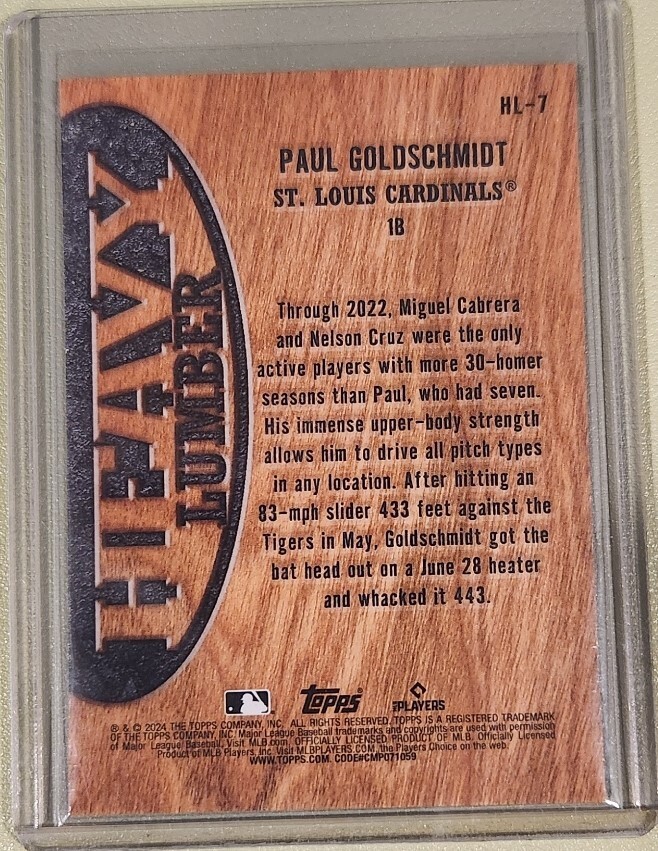 HL-7
PAUL GOLDSCHMIDT
ST. LOUIS CARDINALS®
1B
HEAVY
LUMBER
Through 2022, Miguel Cabrera
and Nelson Cruz were the only
active players with more 30-homer
seasons than Paul, who had seven.
His immense upper-body strength
allows him to drive all pitch types
in any location. After hitting an
83-mph slider 433 feet against the
Tigers in May, Goldschmidt got the
bat head out on a June 28 heater
and whacked it 443.
TOPPS®
PLAYERS
® & © 2024 THE TOPPS COMPANY, INC. ALL RIGHTS RESERVED. TOPPS IS A REGISTERED TRADEMARK
OF THE TOPPS COMPANY, INC. Major League Baseball trademarks and copyrights are used with permission
of Major League Baseball. Visit MLB.com. OFFICIALLY LICENSED PRODUCT OF MLB. Officially Licensed
Product of MLB Players, Inc. Visit MLBPLAYERS.COM, the Players Choice on the web.
WWW.TOPPS.COM. CODE#CMP071059